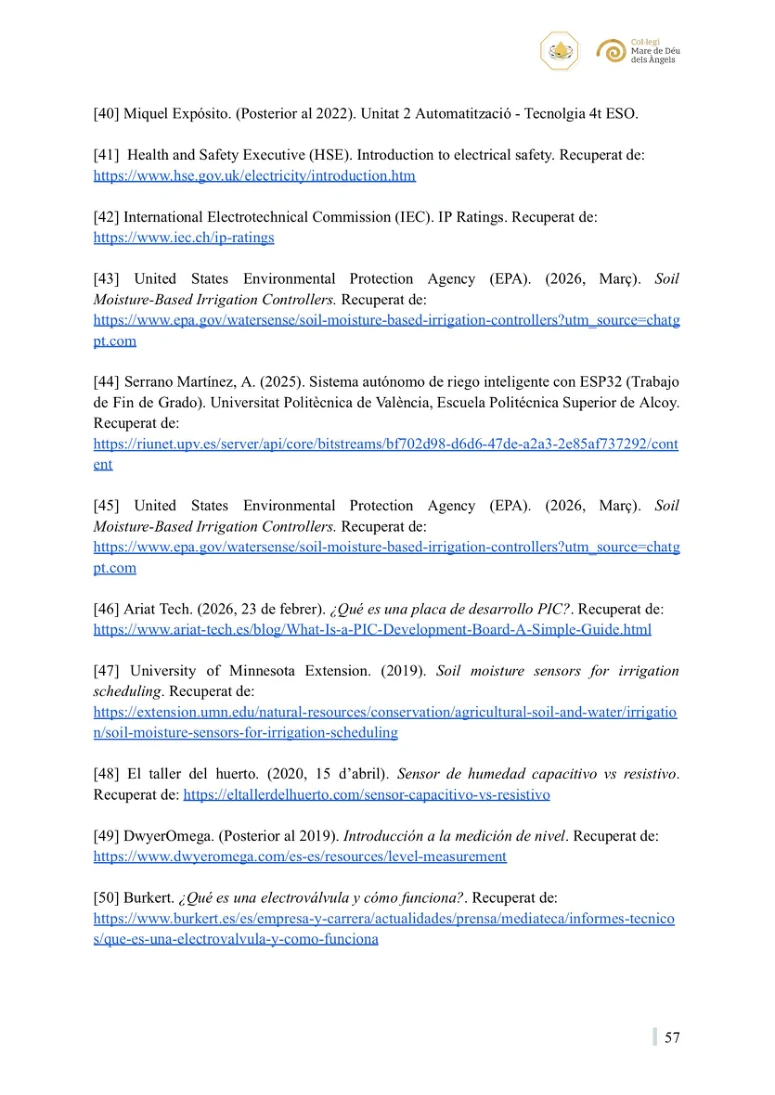 Col·legi
Mare de Déu
dels Àngels
[40] Miquel Expósito. (Posterior al 2022). Unitat 2 Automatització - Tecnolgia 4t ESO.
[41] Health and Safety Executive (HSE). Introduction to electrical safety. Recuperat de:
https://www.hse.gov.uk/electricity/introduction.htm
[42] International Electrotechnical Commission (IEC). IP Ratings. Recuperat de:
https://www.iec.ch/ip-ratings
[43] United States Environmental Protection Agency (EPA). (2026, Març). Soil
Moisture-Based Irrigation Controllers. Recuperat de:
https://www.epa.gov/watersense/soil-moisture-based-irrigation-controllers?utm_source=chatg
pt.com
[44] Serrano Martínez, A. (2025). Sistema autónomo de riego inteligente con ESP32 (Trabajo
de Fin de Grado). Universitat Politècnica de València, Escuela Politécnica Superior de Alcoy.
Recuperat de:
https://riunet.upv.es/server/api/core/bitstreams/bf702d98-d6d6-47de-a2a3-2e85af737292/cont
ent
[45] United States Environmental Protection Agency (EPA). (2026, Març). Soil
Moisture-Based Irrigation Controllers. Recuperat de:
https://www.epa.gov/watersense/soil-moisture-based-irrigation-controllers?utm_source=chatg
pt.com
[46] Ariat Tech. (2026, 23 de febrer). ¿Qué es una placa de desarrollo PIC?. Recuperat de:
https://www.ariat-tech.es/blog/What-Is-a-PIC-Development-Board-A-Simple-Guide.html
[47] University of Minnesota Extension. (2019). Soil moisture sensors for irrigation
scheduling. Recuperat de:
https://extension.umn.edu/natural-resources/conservation/agricultural-soil-and-water/irrigatio
n/soil-moisture-sensors-for-irrigation-scheduling
[48] El taller del huerto. (2020, 15 d’abril). Sensor de humedad capacitivo vs resistivo.
Recuperat de: https://eltallerdelhuerto.com/sensor-capacitivo-vs-resistivo
[49] DwyerOmega. (Posterior al 2019). Introducción a la medición de nivel. Recuperat de:
https://www.dwyeromega.com/es-es/resources/level-measurement
[50] Burkert. ¿Qué es una electroválvula y cómo funciona?. Recuperat de:
https://www.burkert.es/es/empresa-y-carrera/actualidades/prensa/mediateca/informes-tecnico
s/que-es-una-electrovalvula-y-como-funciona
57